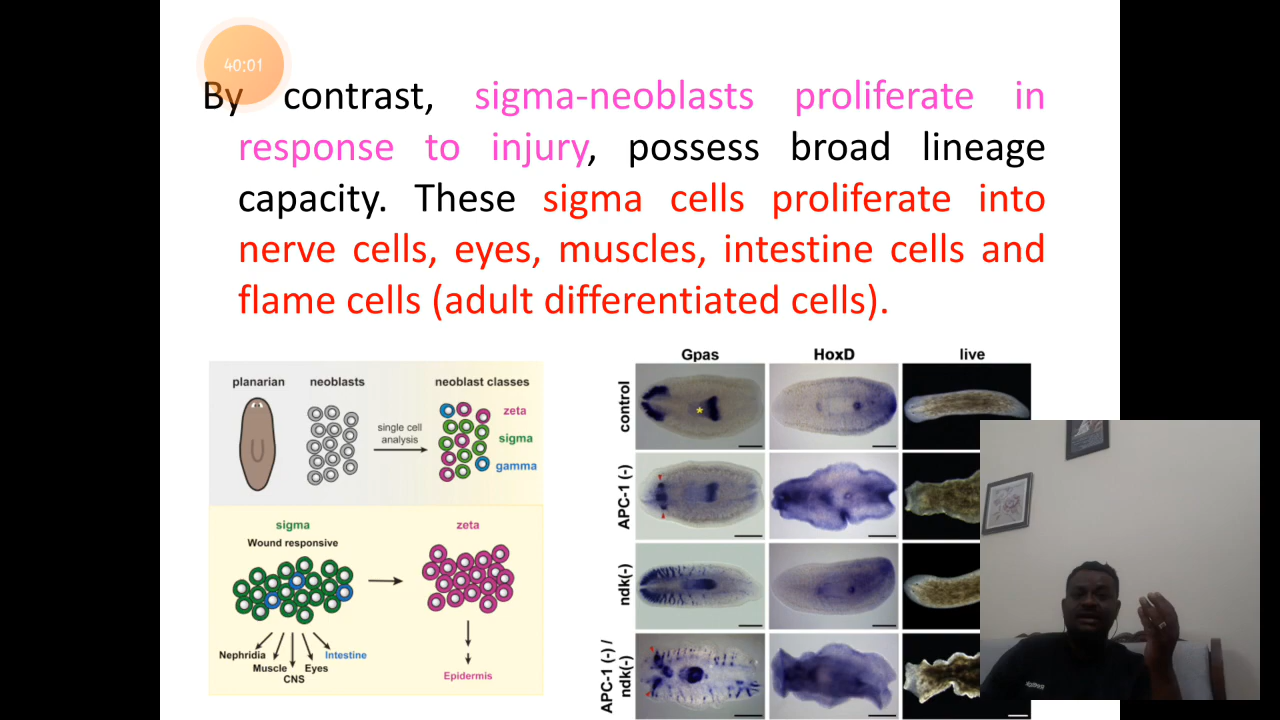 40:01
By contrast, sigma-neoblasts proliferate in
response to injury, possess broad lineage
capacity. These sigma cells proliferate into
nerve cells, eyes, muscles, intestine cells and
flame cells (adult differentiated cells).
planarian neoblasts neoblast classes
single cell
analysis
zeta
sigma
gamma
sigma zeta
Wound responsive
Nephridia Muscle CNS Eyes Intestine
Epidermis
Gpas HoxD live
control
*
APC-1 (-)
ndk(-)
APC-1 (-) /
ndk(-)